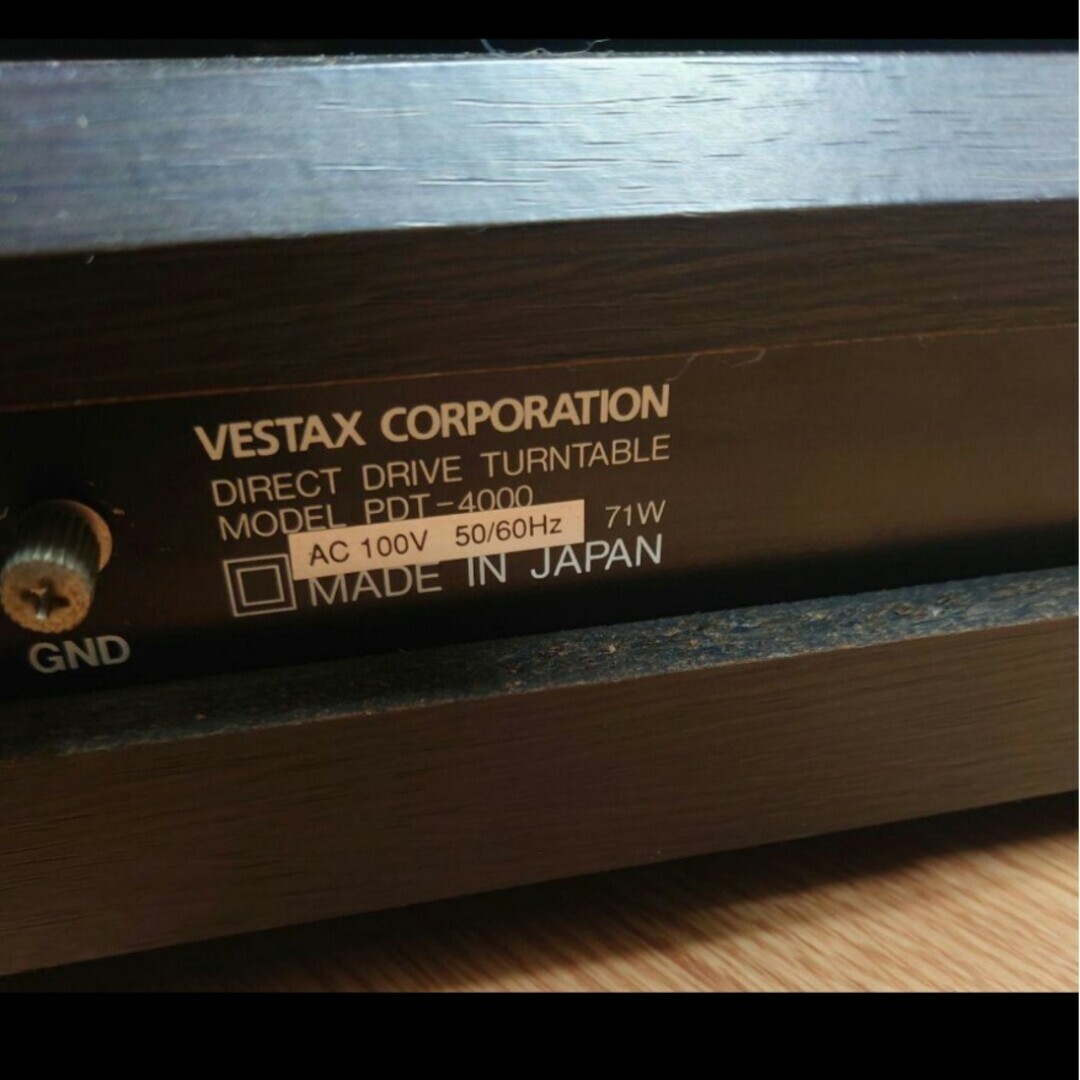 VESTAX CORPORATION
DIRECT DRIVE TURNTABLE
MODEL PDT-4000
AC 100V 50/60Hz 71W
MADE IN JAPAN
GND